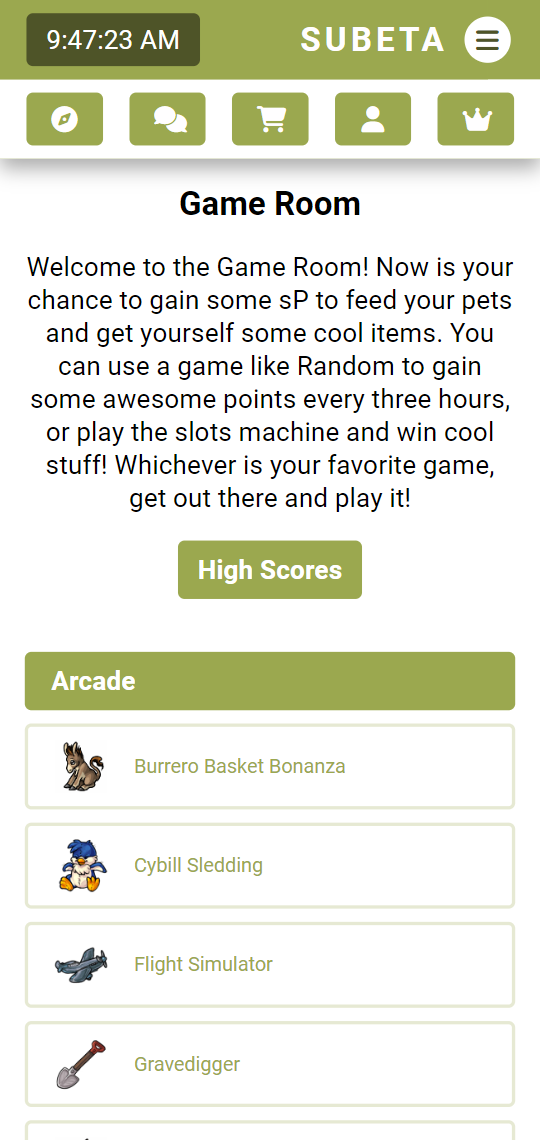 9:47:23 AM
SUBETA
Game Room
Welcome to the Game Room! Now is your
chance to gain some sP to feed your pets
and get yourself some cool items. You
can use a game like Random to gain
some awesome points every three hours,
or play the slots machine and win cool
stuff! Whichever is your favorite game,
get out there and play it!
High Scores
Arcade
Burrero Basket Bonanza
Cybill Sledding
Flight Simulator
Gravedigger